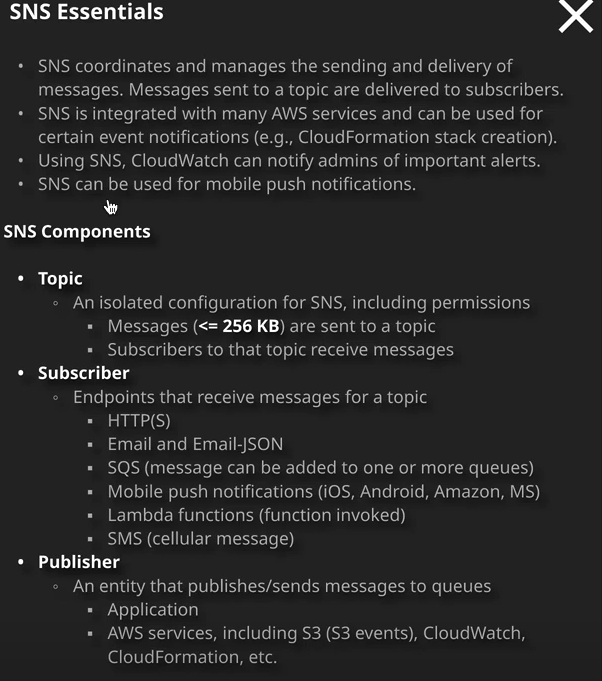 SNS Essentials
• SNS coordinates and manages the sending and delivery of
messages. Messages sent to a topic are delivered to subscribers.
• SNS is integrated with many AWS services and can be used for
certain event notifications (e.g., CloudFormation stack creation).
• Using SNS, CloudWatch can notify admins of important alerts.
• SNS can be used for mobile push notifications.
SNS Components
• Topic
◦ An isolated configuration for SNS, including permissions
▪ Messages (<= 256 KB) are sent to a topic
▪ Subscribers to that topic receive messages
• Subscriber
◦ Endpoints that receive messages for a topic
▪ HTTP(S)
▪ Email and Email-JSON
▪ SQS (message can be added to one or more queues)
▪ Mobile push notifications (iOS, Android, Amazon, MS)
▪ Lambda functions (function invoked)
▪ SMS (cellular message)
• Publisher
◦ An entity that publishes/sends messages to queues
▪ Application
▪ AWS services, including S3 (S3 events), CloudWatch,
CloudFormation, etc.